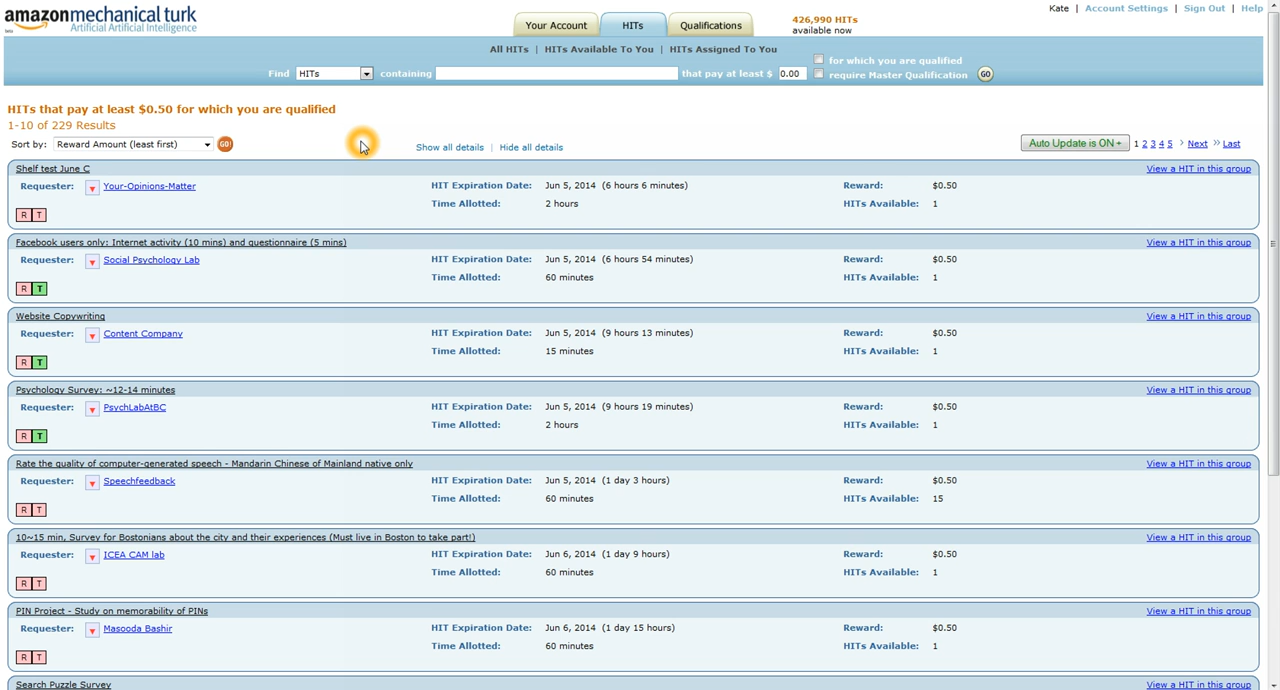 amazonmechanical turk
beta Artificial Artificial Intelligence
Your Account HITs Qualifications
426,990 HITs
available now
Kate | Account Settings | Sign Out | Help
All HITs | HITs Available To You | HITs Assigned To You
Find HITs containing that pay at least $ 0.00 for which you are qualified
require Master Qualification GO
HITs that pay at least $0.50 for which you are qualified
1-10 of 229 Results
Sort by: Reward Amount (least first) GO! Show all details | Hide all details Auto Update is ON + 1 2 3 4 5 › Next » Last
Shelf test June C View a HIT in this group
Requester: Your-Opinions-Matter HIT Expiration Date: Jun 5, 2014 (6 hours 6 minutes) Reward: $0.50
Time Allotted: 2 hours HITs Available: 1
R T
Facebook users only: Internet activity (10 mins) and questionnaire (5 mins) View a HIT in this group
Requester: Social Psychology Lab HIT Expiration Date: Jun 5, 2014 (6 hours 54 minutes) Reward: $0.50
Time Allotted: 60 minutes HITs Available: 1
R T
Website Copywriting View a HIT in this group
Requester: Content Company HIT Expiration Date: Jun 5, 2014 (9 hours 13 minutes) Reward: $0.50
Time Allotted: 15 minutes HITs Available: 1
R T
Psychology Survey: ~12-14 minutes View a HIT in this group
Requester: PsychLabAtBC HIT Expiration Date: Jun 5, 2014 (9 hours 19 minutes) Reward: $0.50
Time Allotted: 2 hours HITs Available: 1
R T
Rate the quality of computer-generated speech - Mandarin Chinese of Mainland native only View a HIT in this group
Requester: Speechfeedback HIT Expiration Date: Jun 5, 2014 (1 day 3 hours) Reward: $0.50
Time Allotted: 60 minutes HITs Available: 15
R T
10~15 min, Survey for Bostonians about the city and their experiences (Must live in Boston to take part!) View a HIT in this group
Requester: ICEA CAM lab HIT Expiration Date: Jun 6, 2014 (1 day 9 hours) Reward: $0.50
Time Allotted: 60 minutes HITs Available: 1
R T
PIN Project - Study on memorability of PINs View a HIT in this group
Requester: Masooda Bashir HIT Expiration Date: Jun 6, 2014 (1 day 15 hours) Reward: $0.50
Time Allotted: 60 minutes HITs Available: 1
R T
Search Puzzle Survey View a HIT in this group